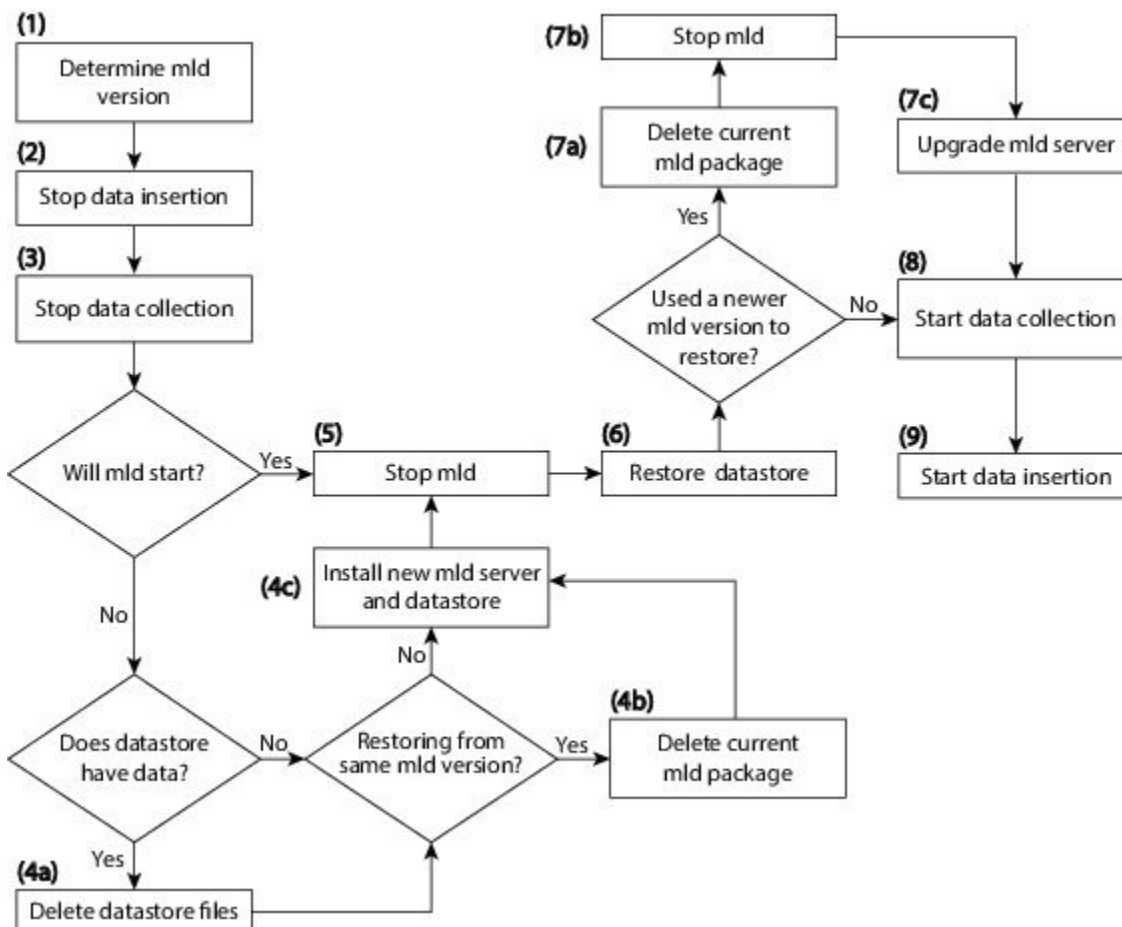 (1)
Determine mld
version
(2)
Stop data insertion
(3)
Stop data collection
Will mld start?
Yes
No
Does datastore
have data?
No
Yes
(4a)
Delete datastore files
Restoring from
same mld version?
No
Yes
(4b)
Delete current
mld package
(4c)
Install new mld server
and datastore
(5)
Stop mld
(6)
Restore datastore
Used a newer
mld version to
restore?
Yes
No
(7a)
Delete current
mld package
(7b)
Stop mld
(7c)
Upgrade mld server
(8)
Start data collection
(9)
Start data insertion